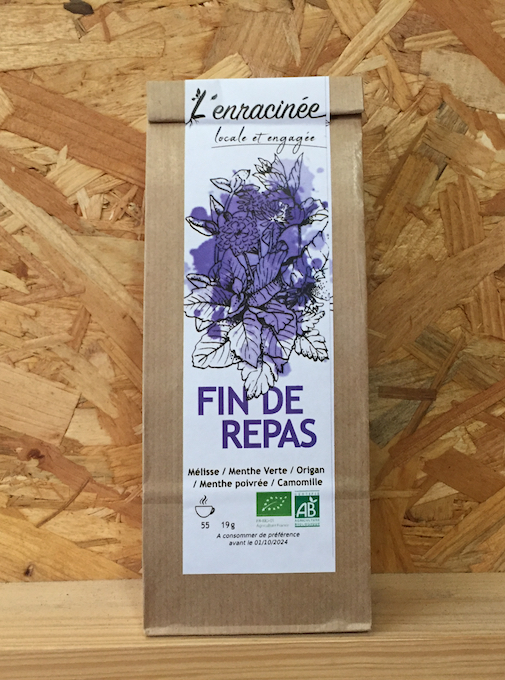 L'enracinée
locale et engagée
FIN DE
REPAS
Mélisse / Menthe Verte / Origan
/ Menthe poivrée / Camomille
55 19g
AB
A consommer de préférence
avant le 01/10/2024